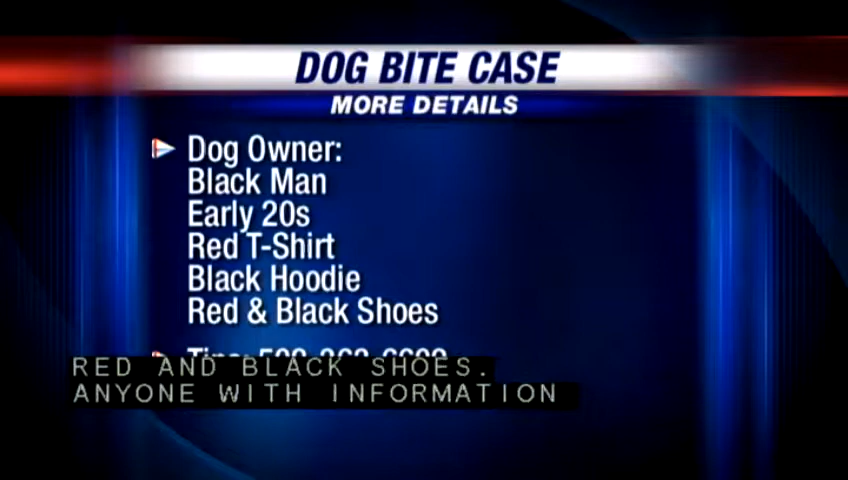 DOG BITE CASE
MORE DETAILS
Dog Owner:
Black Man
Early 20s
Red T-Shirt
Black Hoodie
Red & Black Shoes
RED AND BLACK SHOES.
ANYONE WITH INFORMATION